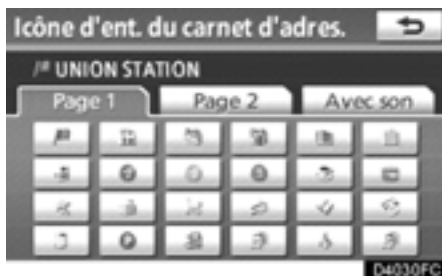 Icône d'ent. du carnet d'adres.
UNION STATION
Page 1 Page 2 Avec son
D4030FC